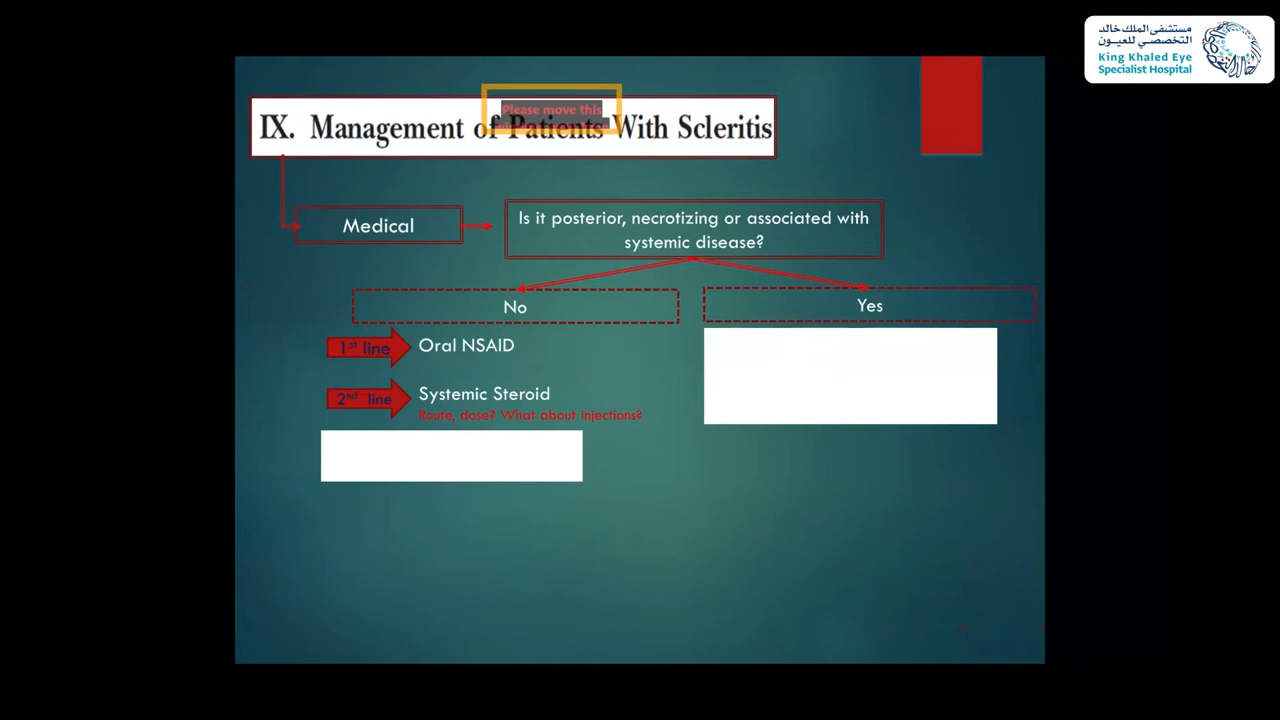 مستشفى الملك خالد
التخصصي للعيـون
King Khaled Eye
Specialist Hospital
Please move this
IX. Management of Patients With Scleritis
Medical
Is it posterior, necrotizing or associated with
systemic disease?
No
Yes
1st line
Oral NSAID
2nd line
Systemic Steroid
Route, dose? What about injections?